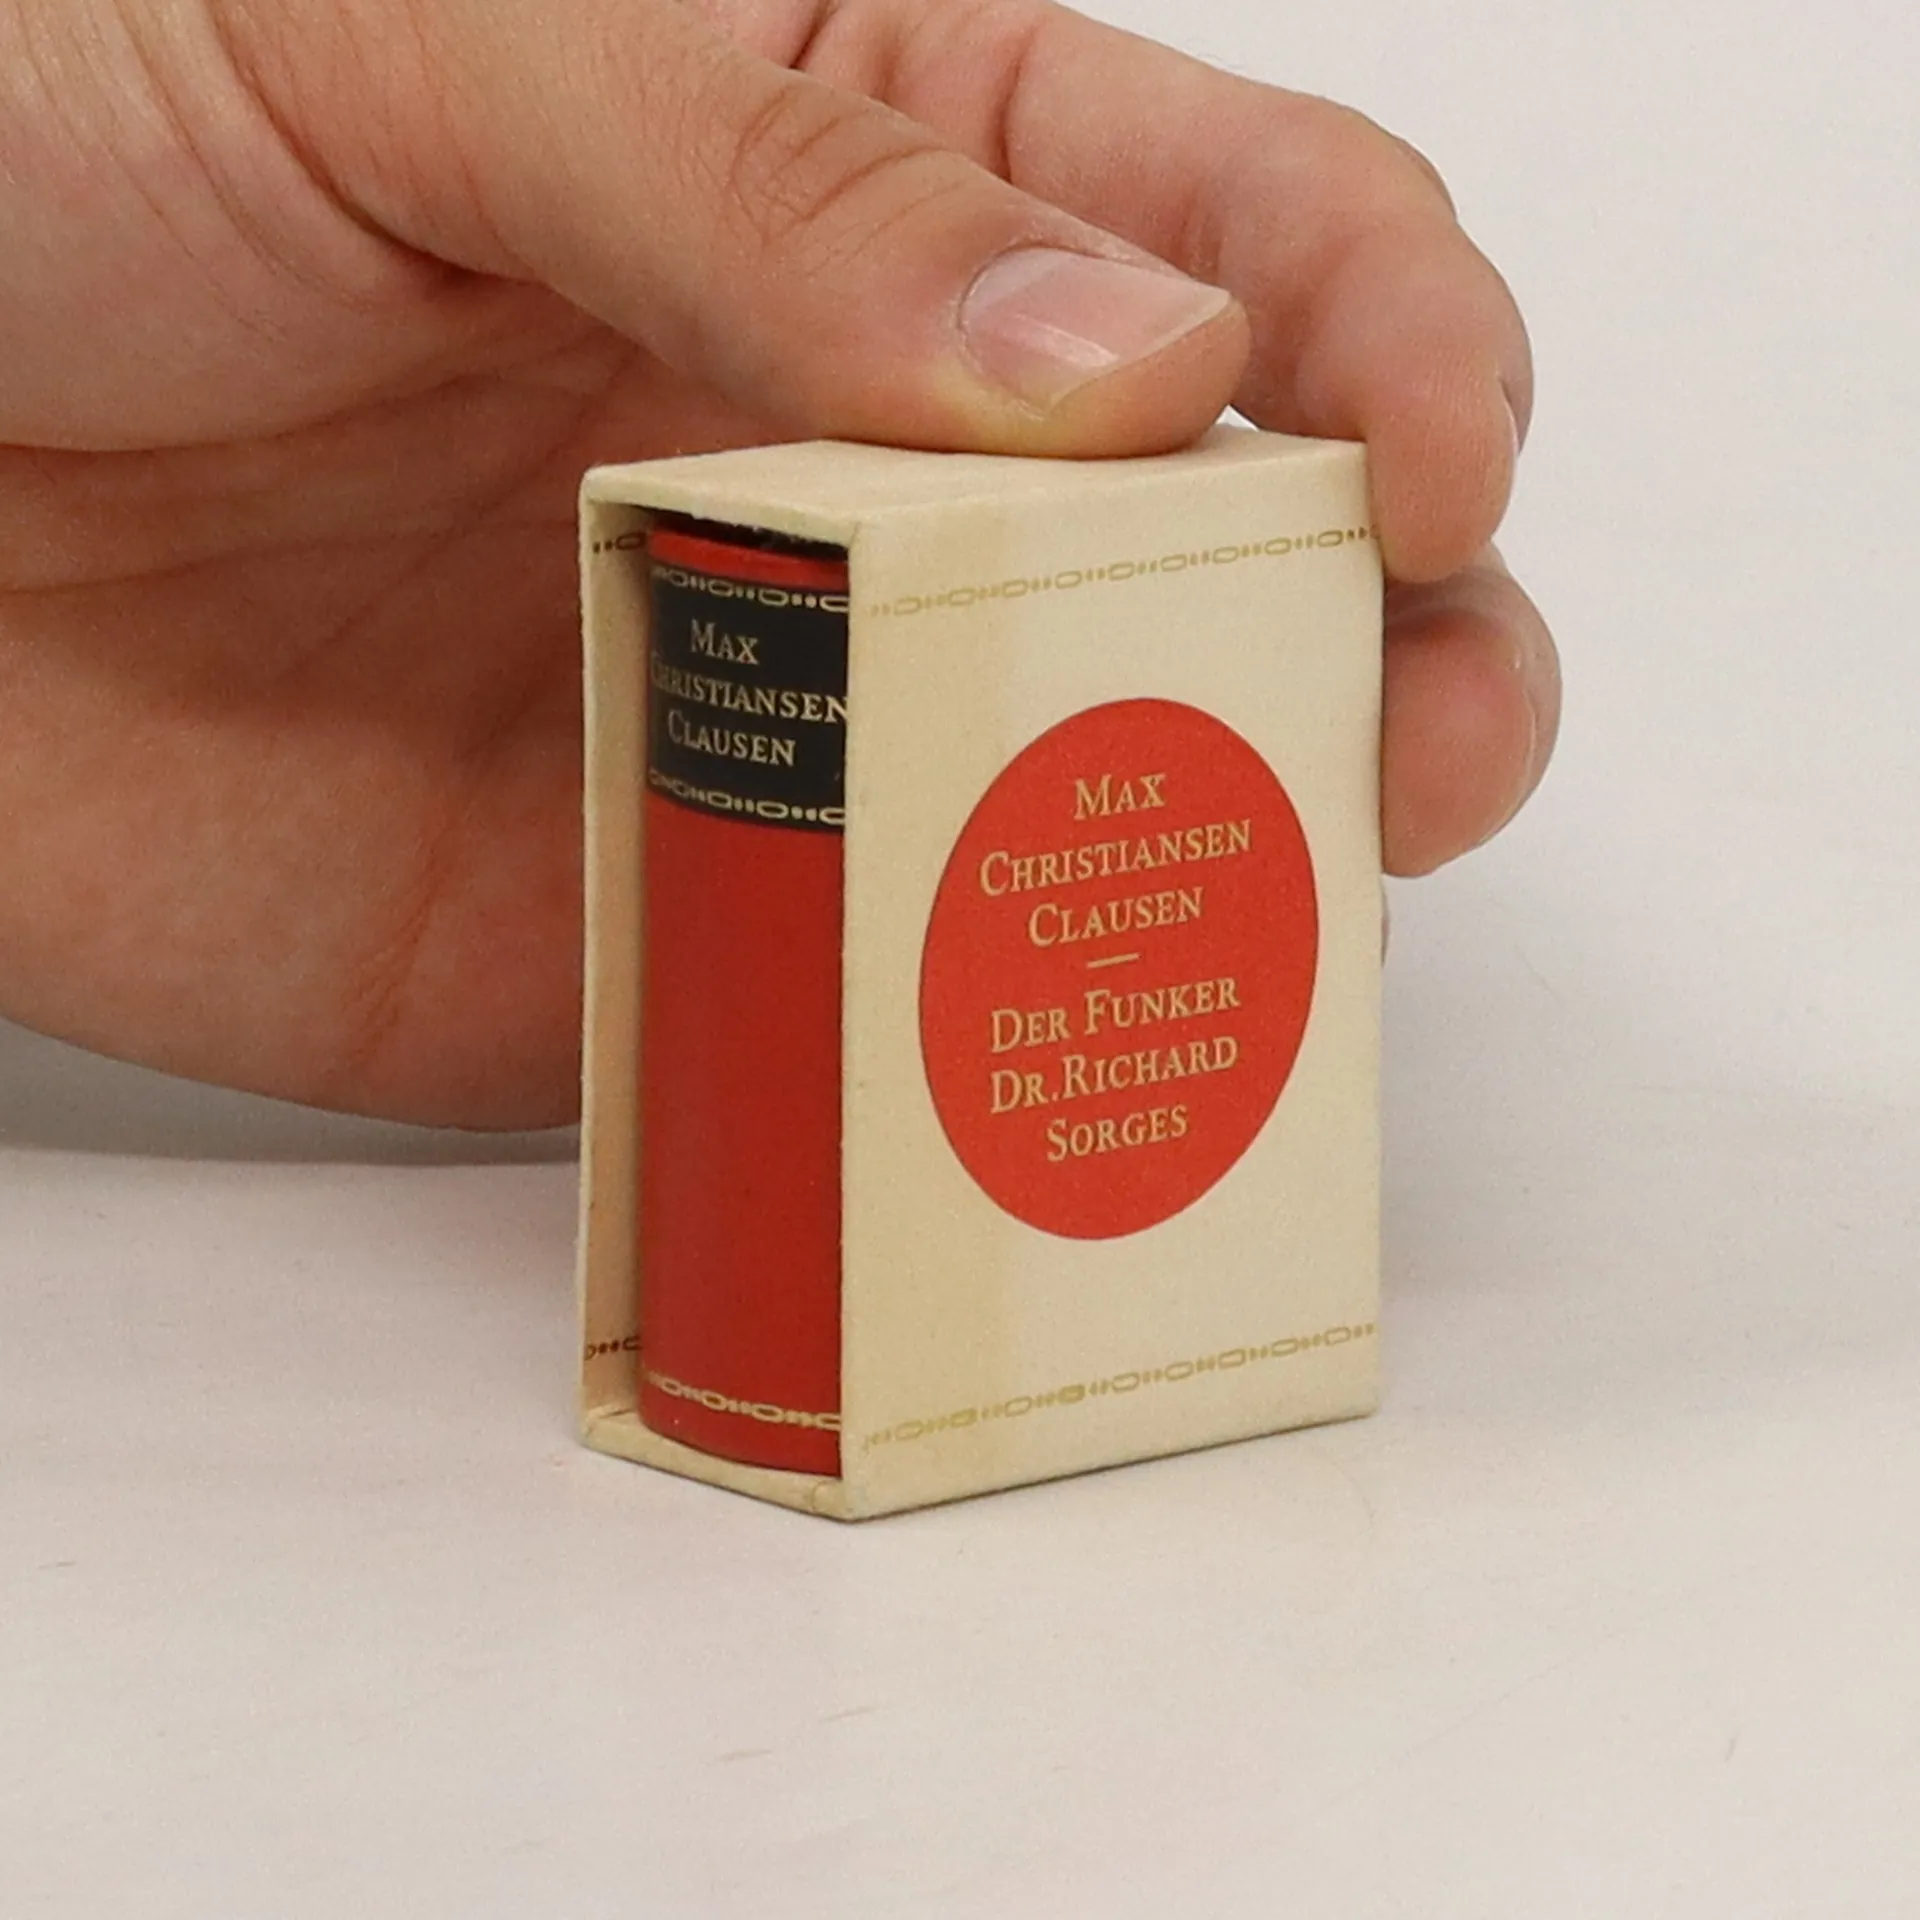 MAX
CHRISTIANSEN
CLAUSEN
MAX
CHRISTIANSEN
CLAUSEN
DER FUNKER
DR. RICHARD
SORGES